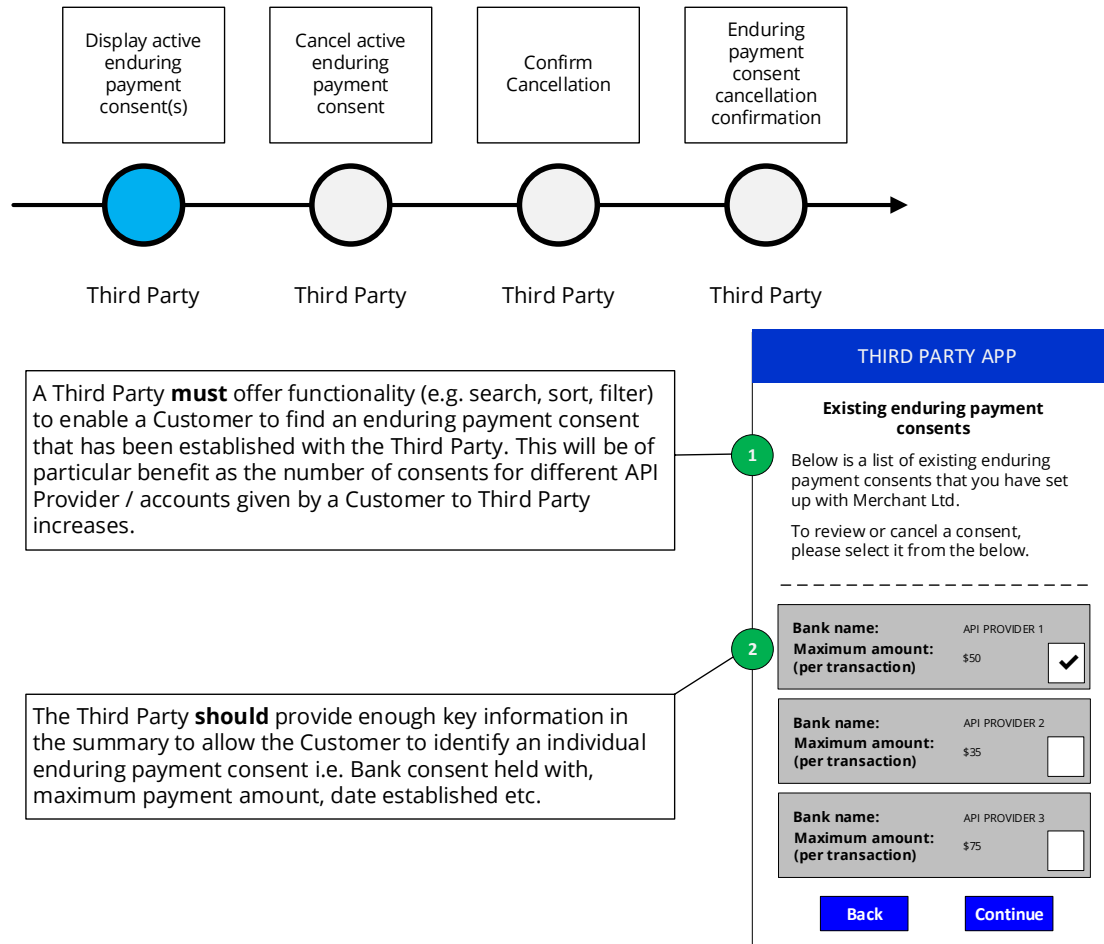 Display active
enduring
payment
consent(s)
Cancel active
enduring
payment
consent
Confirm
Cancellation
Enduring
payment
consent
cancellation
confirmation
Third Party
Third Party
Third Party
Third Party
A Third Party must offer functionality (e.g. search, sort, filter)
to enable a Customer to find an enduring payment consent
that has been established with the Third Party. This will be of
particular benefit as the number of consents for different API
Provider / accounts given by a Customer to Third Party
increases.
1
The Third Party should provide enough key information in
the summary to allow the Customer to identify an individual
enduring payment consent i.e. Bank consent held with,
maximum payment amount, date established etc.
2
THIRD PARTY APP
Existing enduring payment
consents
Below is a list of existing enduring
payment consents that you have set
up with Merchant Ltd.
To review or cancel a consent,
please select it from the below.
Bank name: API PROVIDER 1
Maximum amount:
(per transaction) $50
Bank name: API PROVIDER 2
Maximum amount:
(per transaction) $35
Bank name: API PROVIDER 3
Maximum amount:
(per transaction) $75
Back Continue